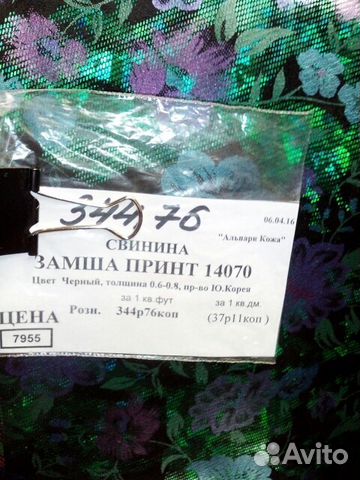 344,76
06.04.16
"Альпари Кожа"
СВИНИНА
ЗАМША ПРИНТ 14070
Цвет Черный, толщина 0.6-0.8, пр-во Ю.Корея
за 1 кв.фут за 1 кв.дм.
ЦЕНА Розн. 344р76коп (37р11коп )
7955
Avito